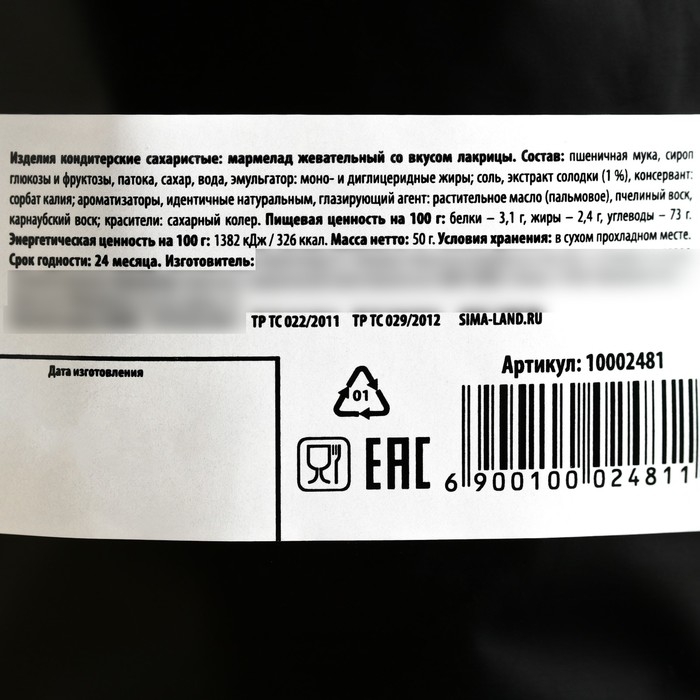 Изделия кондитерские сахаристые: мармелад жевательный со вкусом лакрицы. Состав: пшеничная мука, сироп
глюкозы и фруктозы, патока, сахар, вода, эмульгатор: моно- и диглицеридные жиры; соль, экстракт солодки (1 %), консервант:
сорбат калия; ароматизаторы, идентичные натуральным, глазирующий агент: растительное масло (пальмовое), пчелиный воск,
карнаубский воск; красители: сахарный колер. Пищевая ценность на 100 г: белки – 3,1 г, жиры – 2,4 г, углеводы – 73 г.
Энергетическая ценность на 100 г: 1382 кДж / 326 ккал. Масса нетто: 50 г. Условия хранения: в сухом прохладном месте.
Срок годности: 24 месяца. Изготовитель:
ТР ТС 022/2011 ТР ТС 029/2012 SIMA-LAND.RU
Дата изготовления
Артикул: 10002481
01
EAC
6 900100 024811